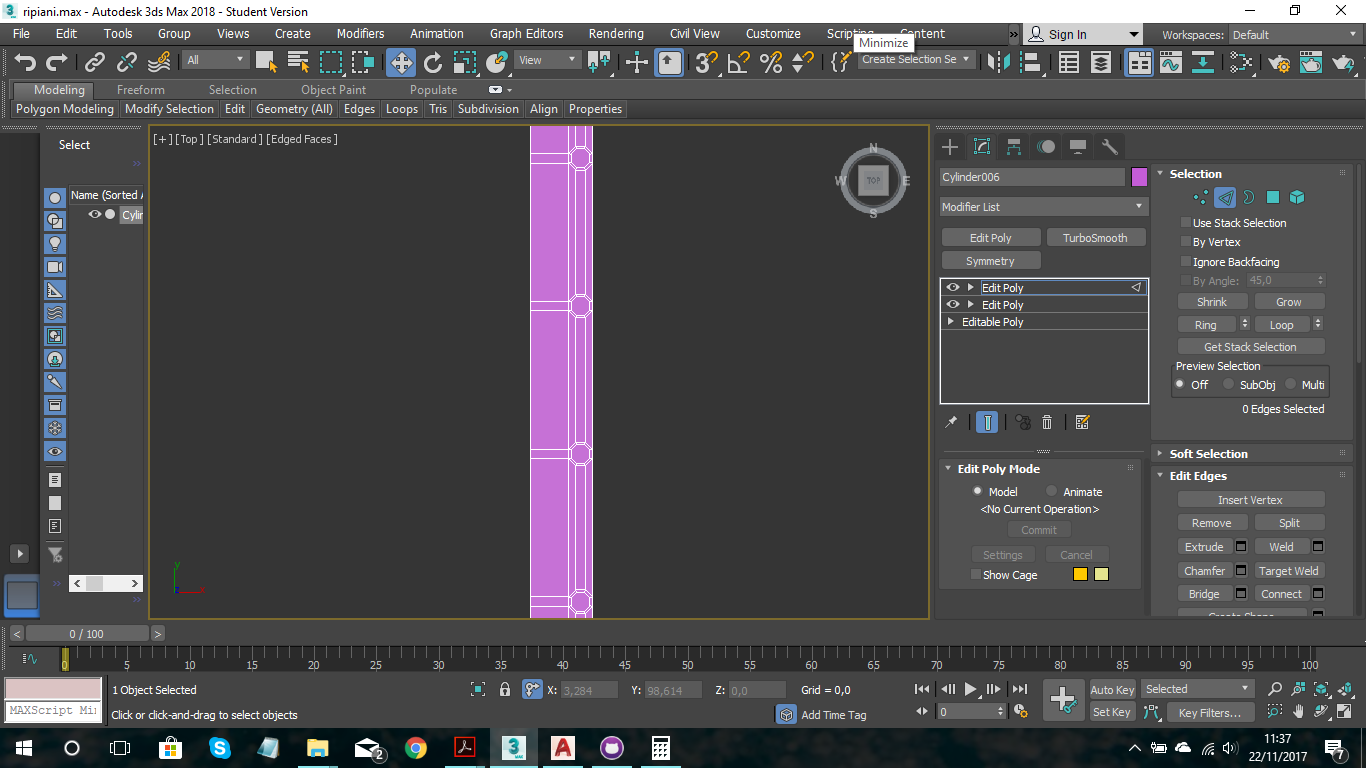 ripiani.max - Autodesk 3ds Max 2018 - Student Version
File Edit Tools Group Views Create Modifiers Animation Graph Editors Rendering Civil View Customize Scripting Content » Sign In Workspaces: Default
Minimize
All View Create Selection Se
Modeling Freeform Selection Object Paint Populate
Polygon Modeling Modify Selection Edit Geometry (All) Edges Loops Tris Subdivision Align Properties
Select
Name (Sorted A
Cylin
[+] [Top] [Standard] [Edged Faces]
N
W TOP E
S
y
Cylinder006
Modifier List
Edit Poly TurboSmooth
Symmetry
Edit Poly
Edit Poly
Editable Poly
Edit Poly Mode
Model Animate
<No Current Operation>
Commit
Settings Cancel
Show Cage
Selection
Use Stack Selection
By Vertex
Ignore Backfacing
By Angle: 45,0
Shrink Grow
Ring Loop
Get Stack Selection
Preview Selection
Off SubObj Multi
0 Edges Selected
Soft Selection
Edit Edges
Insert Vertex
Remove Split
Extrude Weld
Chamfer Target Weld
Bridge Connect
< 0 / 100 >
0 5 10 15 20 25 30 35 40 45 50 55 60 65 70 75 80 85 90 95 100
1 Object Selected X: 3,284 Y: 98,614 Z: 0,0 Grid = 0,0 Auto Key Selected
MAXScript Mi
Click or click-and-drag to select objects Add Time Tag 0 Set Key Key Filters...
2
3
MAX
A
11:37
22/11/2017
7